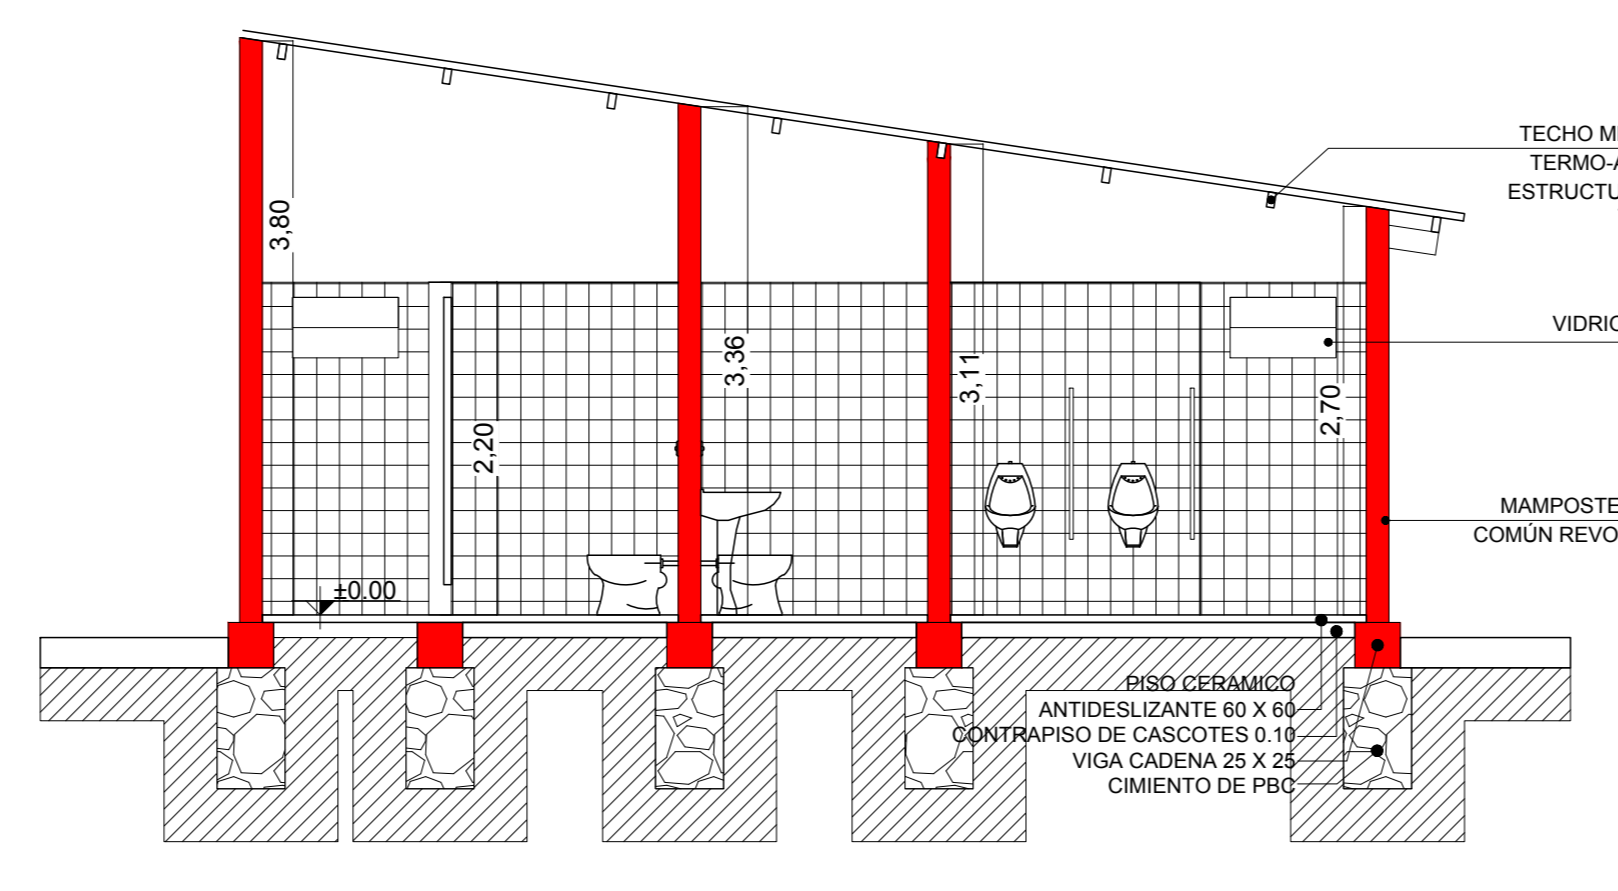 TECHO M
TERMO-A
ESTRUCTU
3,80
VIDRIO
3,36
3,11
2,70
2,20
MAMPOSTE
COMÚN REVO
±0.00
PISO CERAMICO
ANTIDESLIZANTE 60 X 60
CONTRAPISO DE CASCOTES 0.10
VIGA CADENA 25 X 25
CIMIENTO DE PBC